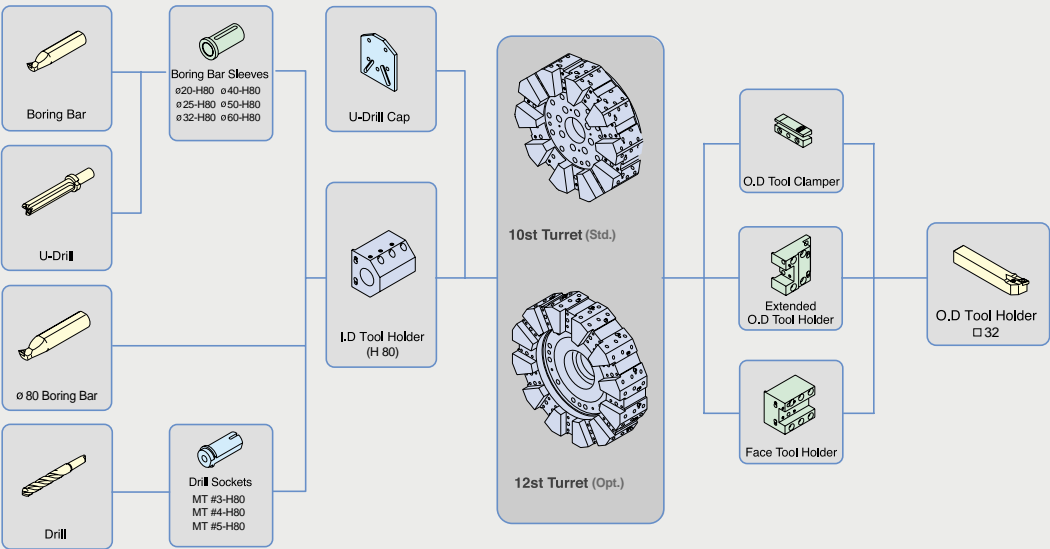 Boring Bar
Boring Bar Sleeves
ø20-H80 ø40-H80
ø25-H80 ø50-H80
ø32-H80 ø60-H80
U-Drill Cap
U-Drill
I.D Tool Holder
(H 80)
ø 80 Boring Bar
Drill
Drill Sockets
MT #3-H80
MT #4-H80
MT #5-H80
10st Turret (Std.)
12st Turret (Opt.)
O.D Tool Clamper
Extended
O.D Tool Holder
Face Tool Holder
O.D Tool Holder
□ 32